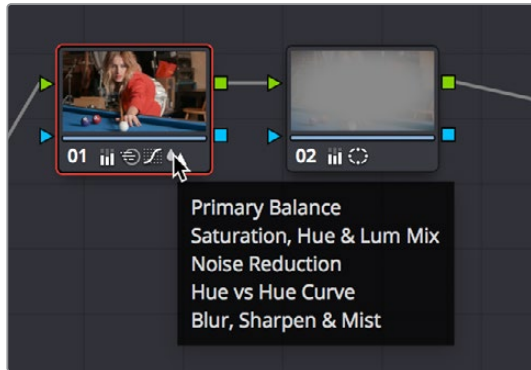 01
02
Primary Balance
Saturation, Hue & Lum Mix
Noise Reduction
Hue vs Hue Curve
Blur, Sharpen & Mist